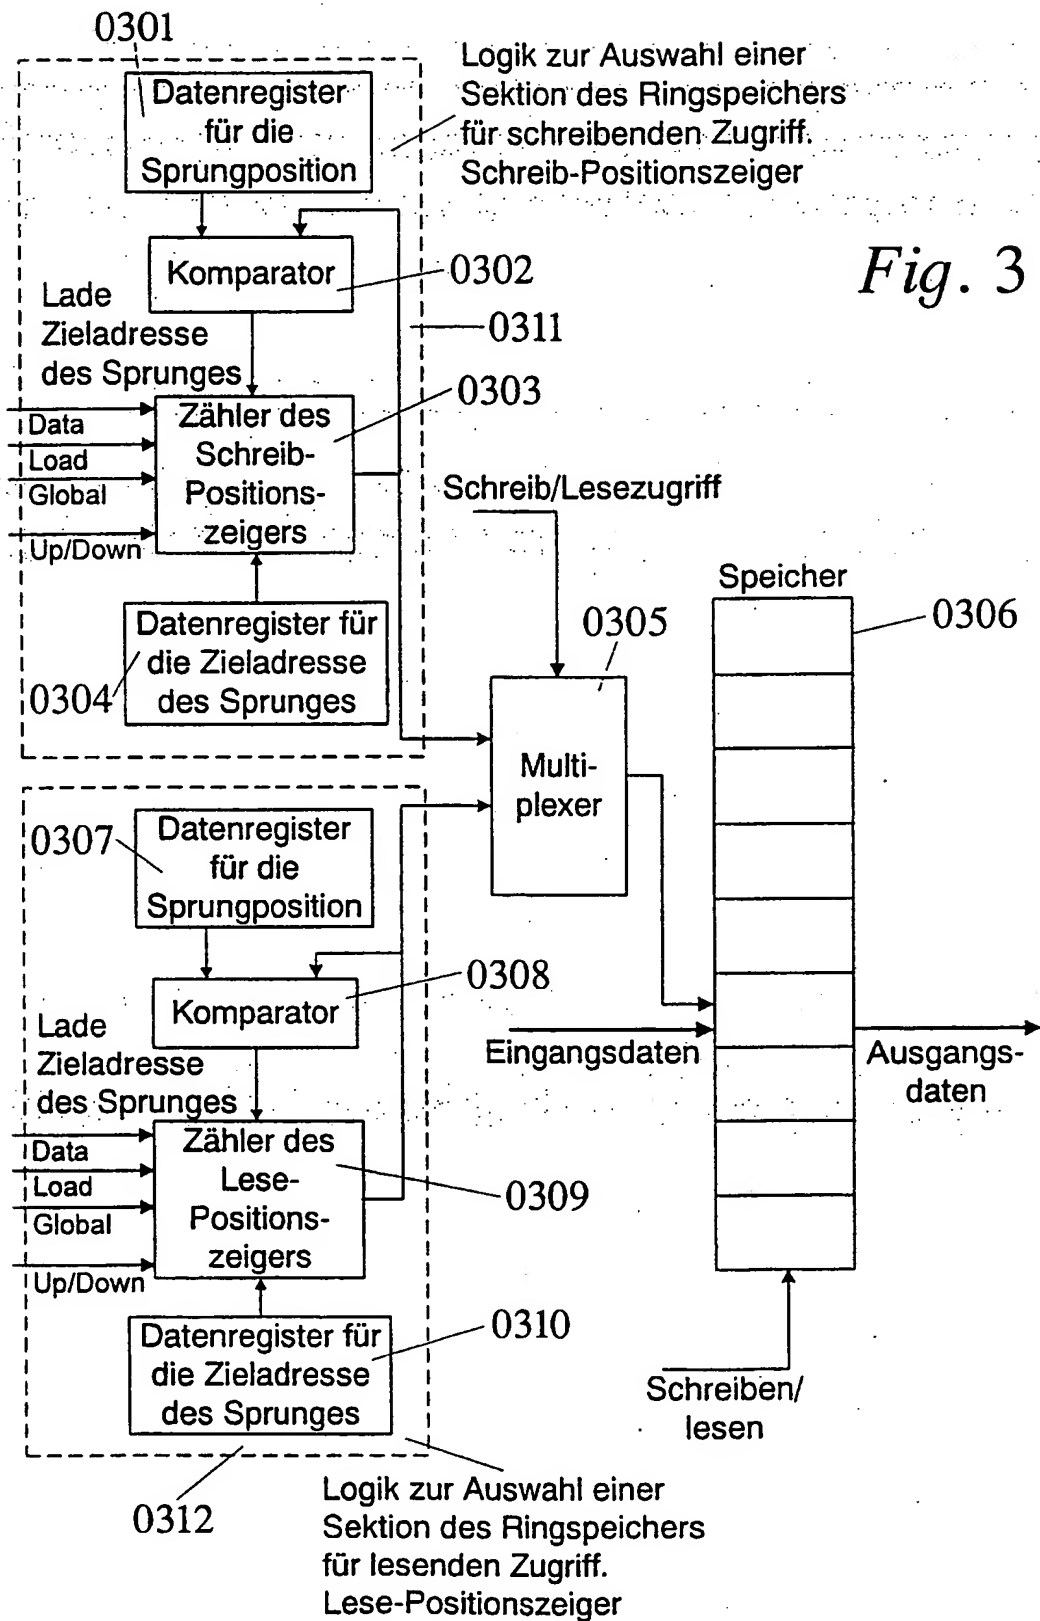 0301
Datenregister
für die
Sprungposition
Logik zur Auswahl einer
Sektion des Ringspeichers
für schreibenden Zugriff.
Schreib-Positionszeiger
Komparator
0302
Fig. 3
Lade
Zieladresse
des Sprunges
0311
0303
Zähler des
Schreib-
Positions-
zeigers
Data
Load
Global
Up/Down
Schreib/Lesezugriff
Datenregister für
die Zieladresse
des Sprunges
0304
0305
Multi-
plexer
Speicher
0306
0307
Datenregister
für die
Sprungposition
Komparator
0308
Lade
Zieladresse
des Sprunges
Eingangsdaten
Ausgangs-
daten
Zähler des
Lese-
Positions-
zeigers
0309
Data
Load
Global
Up/Down
Datenregister für
die Zieladresse
des Sprunges
0310
Schreiben/
lesen
0312
Logik zur Auswahl einer
Sektion des Ringspeichers
für lesenden Zugriff.
Lese-Positionszeiger